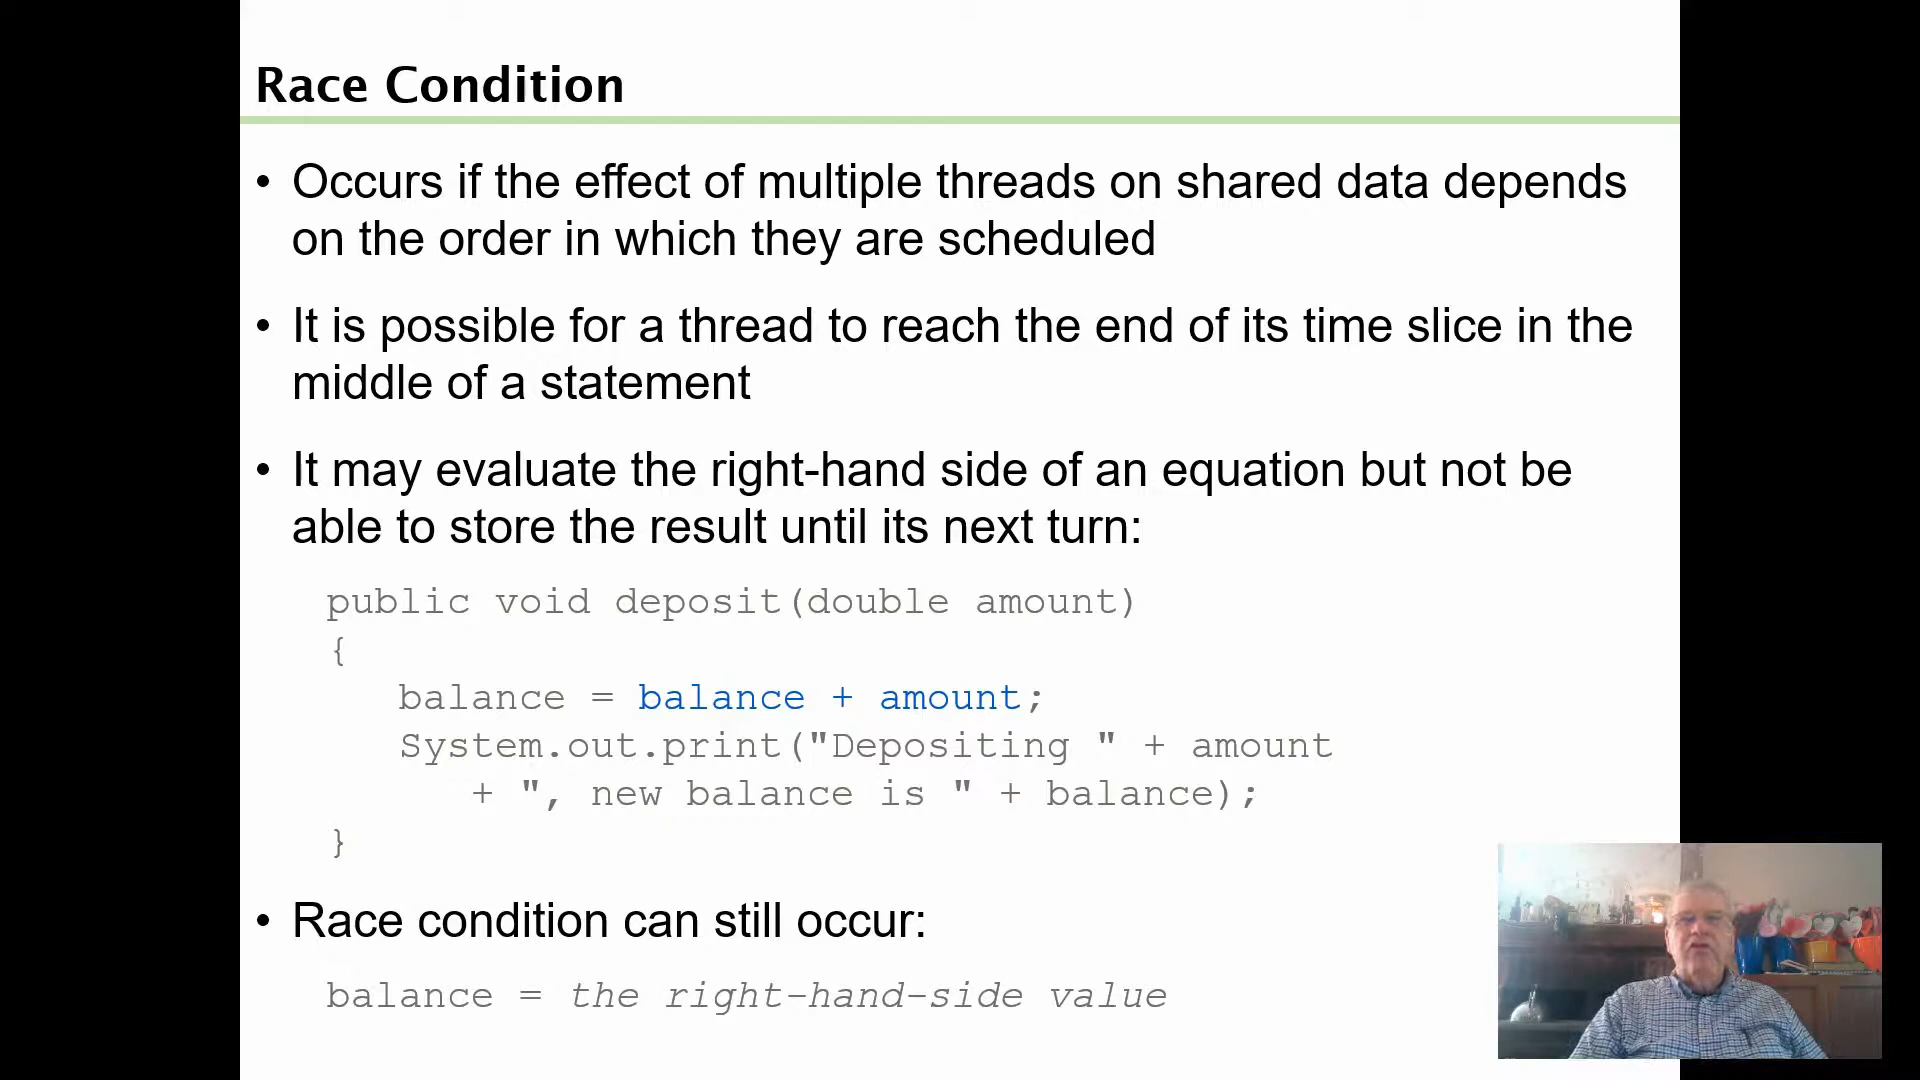 Race Condition
• Occurs if the effect of multiple threads on shared data depends
on the order in which they are scheduled
• It is possible for a thread to reach the end of its time slice in the
middle of a statement
• It may evaluate the right-hand side of an equation but not be
able to store the result until its next turn:
public void deposit(double amount)
{
balance = balance + amount;
System.out.print("Depositing " + amount
+ ", new balance is " + balance);
}
• Race condition can still occur:
balance = the right-hand-side value